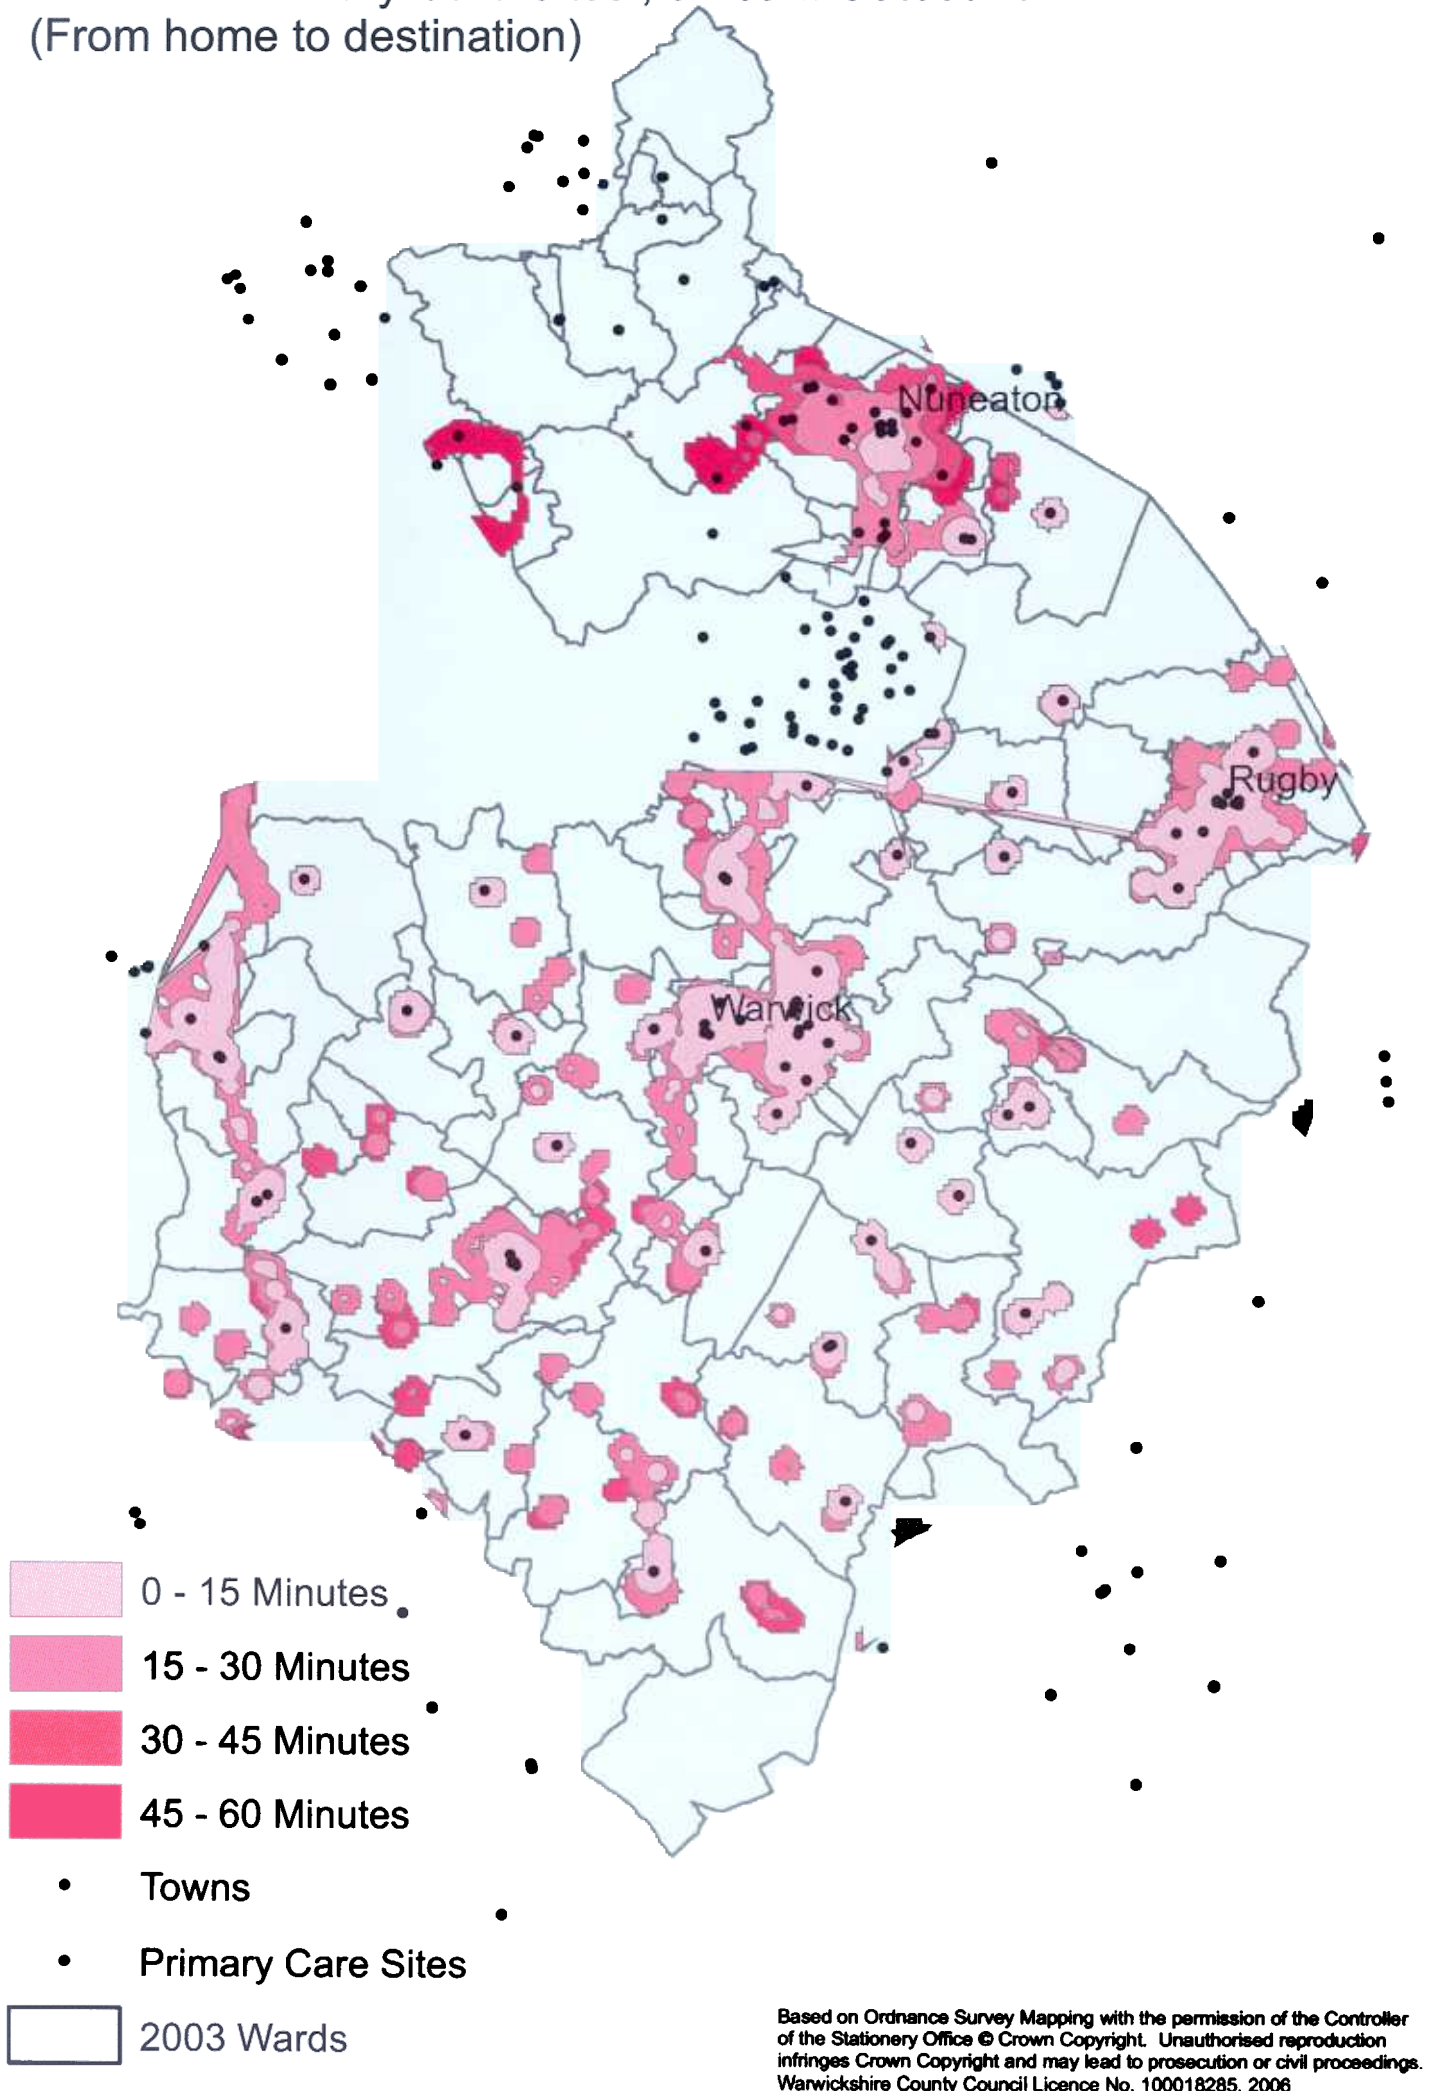 (From home to destination)
Nuneaton
Rugby
Warwick
0 - 15 Minutes
15 - 30 Minutes
30 - 45 Minutes
45 - 60 Minutes
Towns
Primary Care Sites
2003 Wards
Based on Ordnance Survey Mapping with the permission of the Controller
of the Stationery Office © Crown Copyright. Unauthorised reproduction
infringes Crown Copyright and may lead to prosecution or civil proceedings.
Warwickshire County Council Licence No. 100018285. 2006